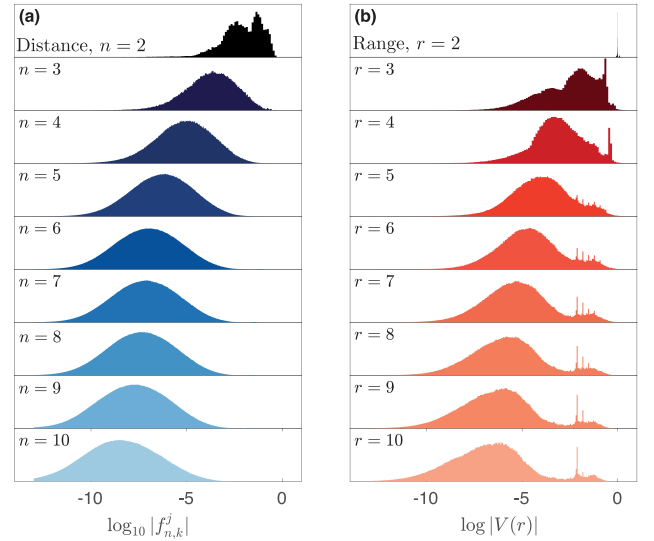 (a)
Distance, n = 2
n = 3
n = 4
n = 5
n = 6
n = 7
n = 8
n = 9
n = 10
-10 -5 0
log₁₀ |f^j_{n,k}|
(b)
Range, r = 2
r = 3
r = 4
r = 5
r = 6
r = 7
r = 8
r = 9
r = 10
-10 -5 0
log |V(r)|